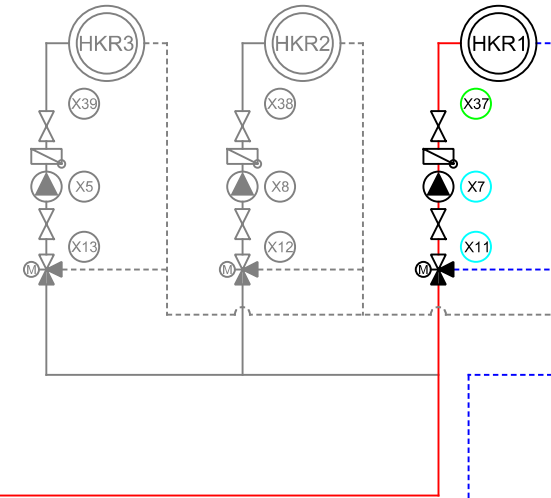 HKR3 HKR2 HKR1
X39 X38 X37
X5 X8 X7
X13 X12 X11
M M M